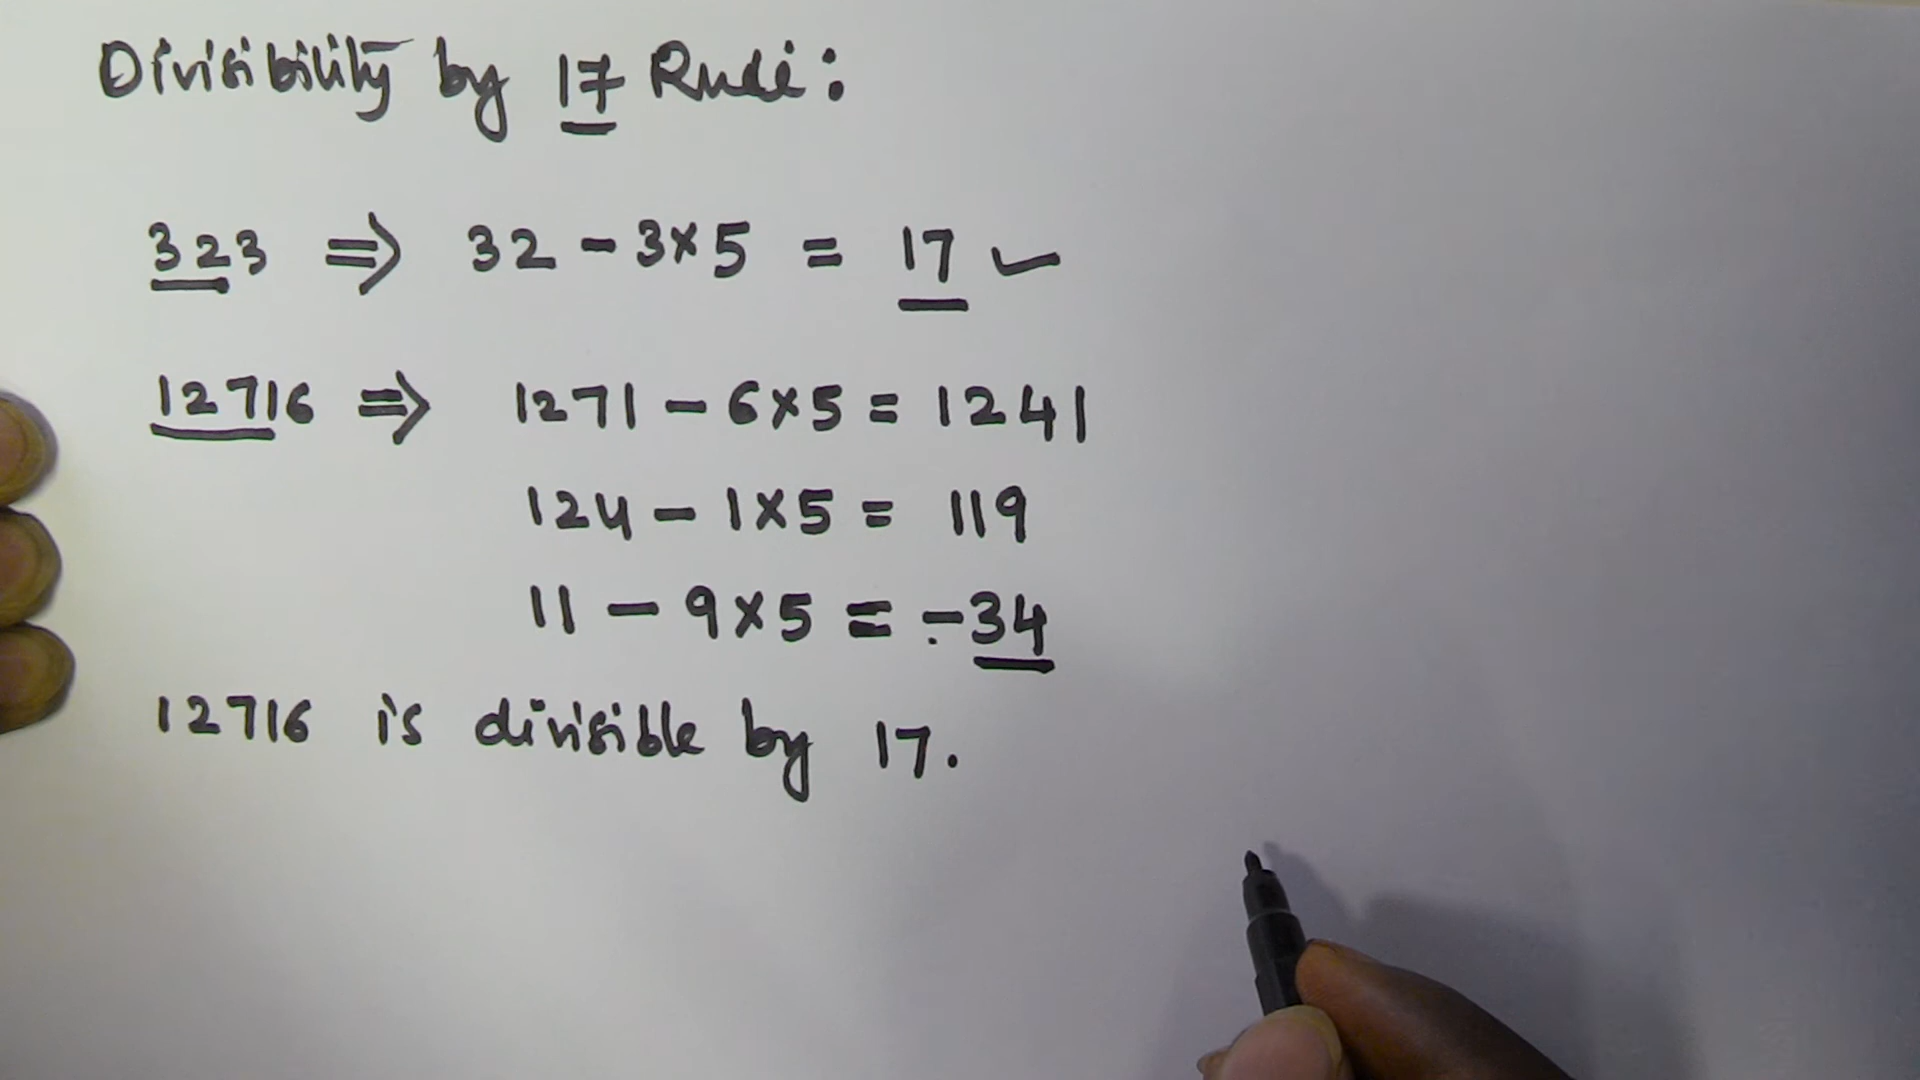 Divisibility by 17 Rule:
323 ⇒ 32 - 3×5 = 17 ✓
12716 ⇒ 1271 - 6×5 = 1241
124 - 1×5 = 119
11 - 9×5 = -34
12716 is divisible by 17.